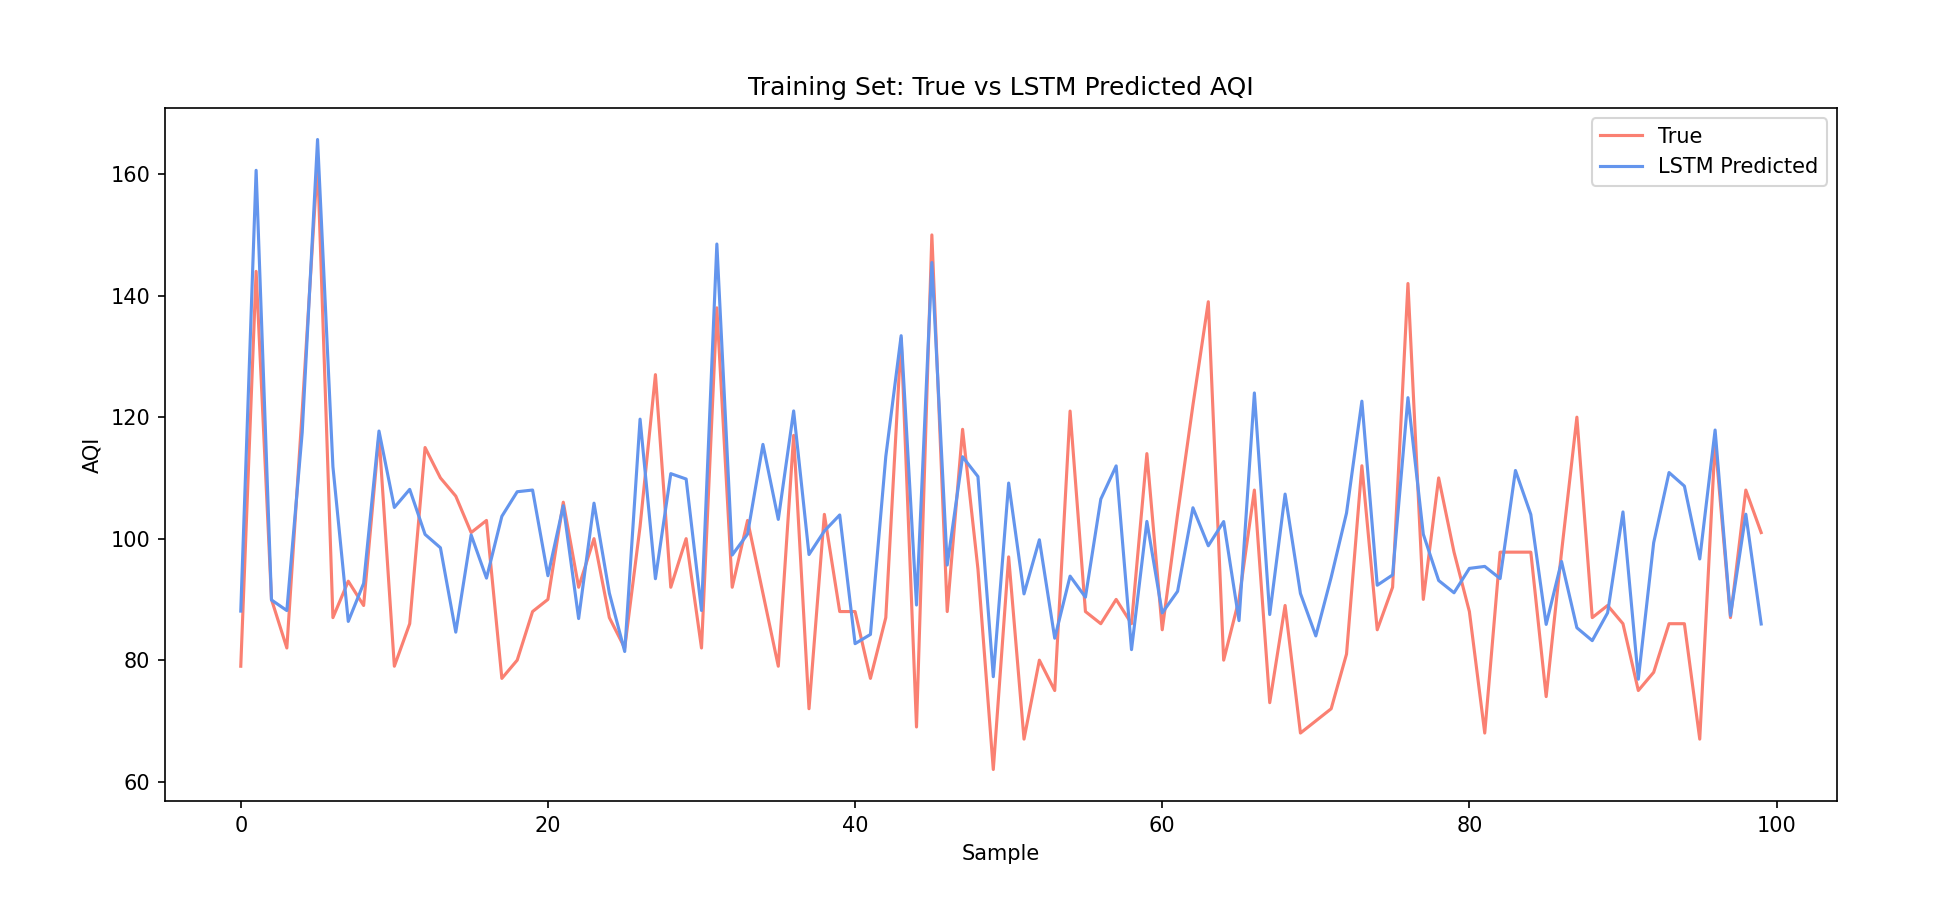 Training Set: True vs LSTM Predicted AQI
True
LSTM Predicted
160
140
120
100
80
60
AQI
0 20 40 60 80 100
Sample